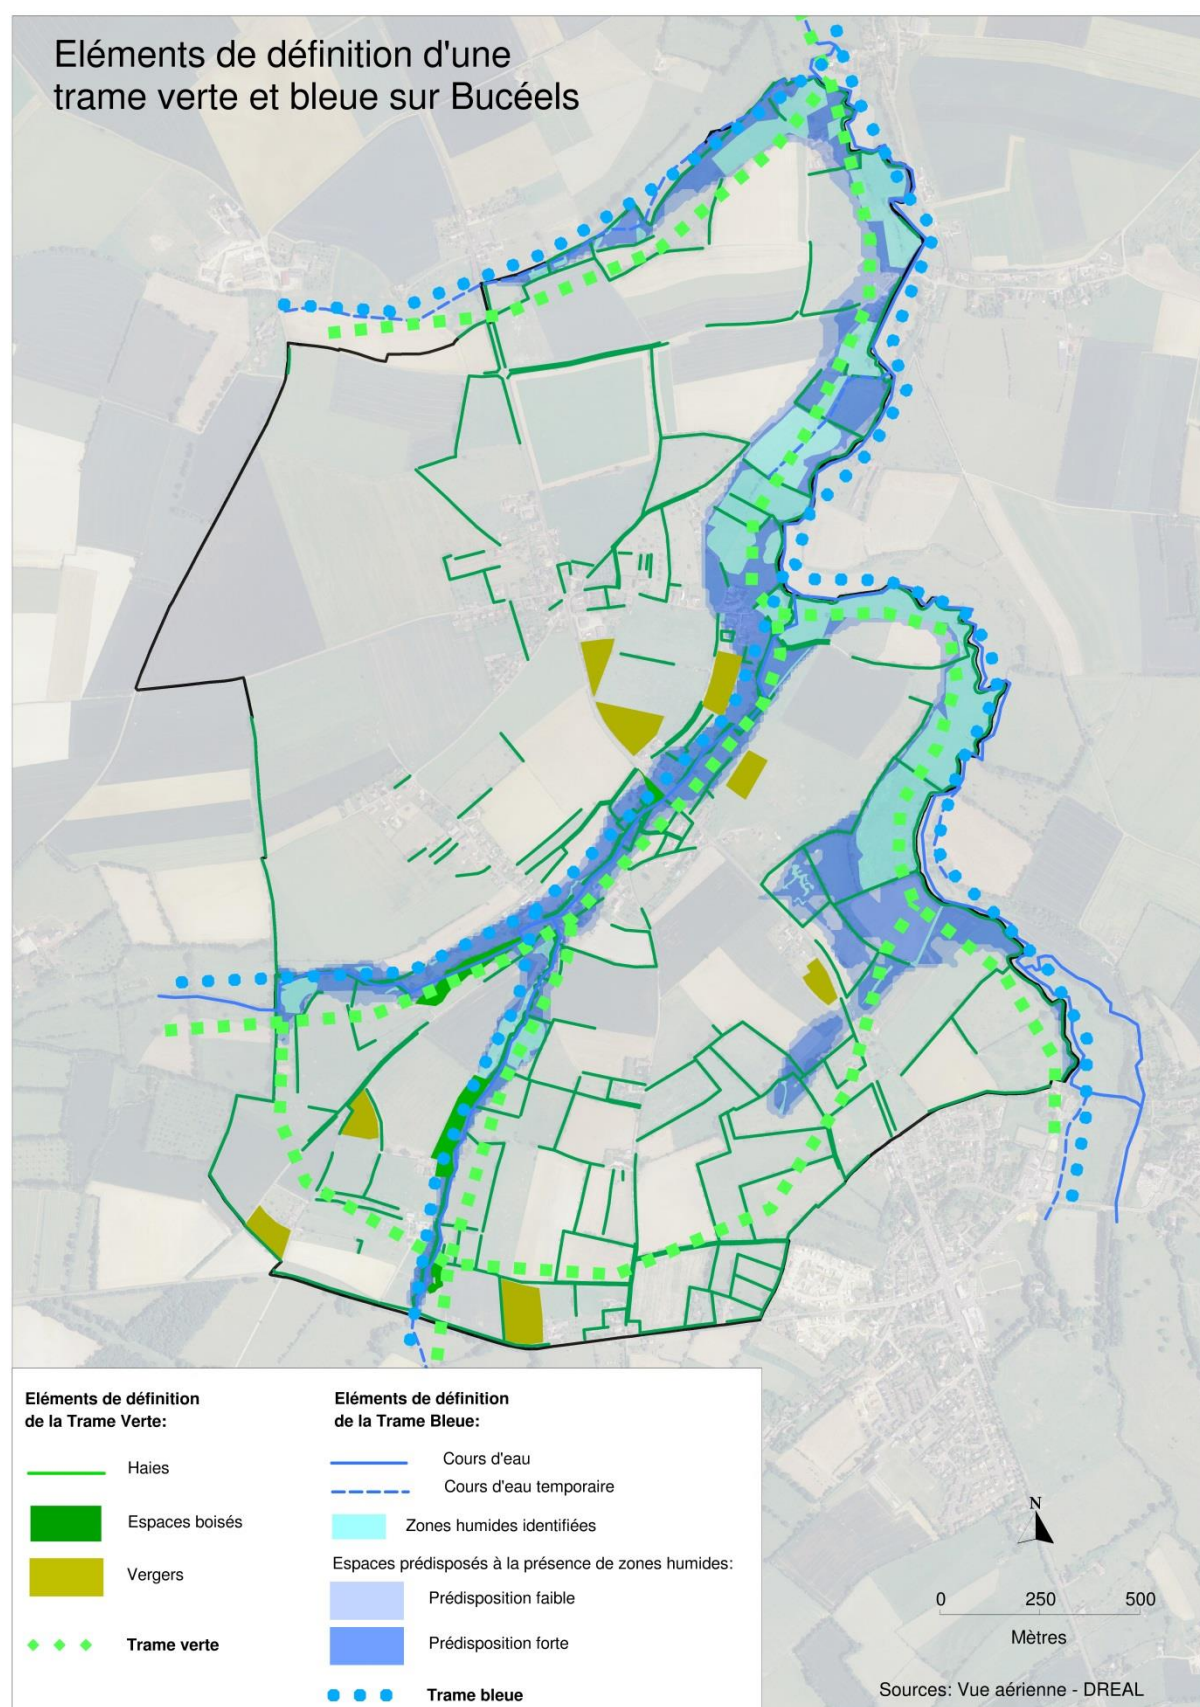 Eléments de définition d'une
trame verte et bleue sur Bucéels
Eléments de définition
de la Trame Verte:
Haies
Espaces boisés
Vergers
Trame verte
Eléments de définition
de la Trame Bleue:
Cours d'eau
Cours d'eau temporaire
Zones humides identifiées
Espaces prédisposés à la présence de zones humides:
Prédisposition faible
Prédisposition forte
Trame bleue
N
0 250 500
Mètres
Sources: Vue aérienne - DREAL